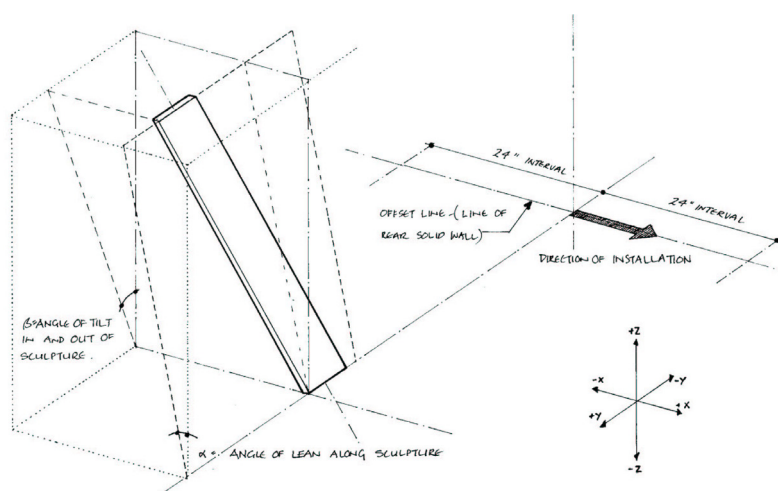 24" INTERVAL
24" INTERVAL
OFFSET LINE - (LINE OF
REAR SOLID WALL)
DIRECTION OF INSTALLATION
β=ANGLE OF TILT
IN AND OUT OF
SCULPTURE.
α = ANGLE OF LEAN ALONG SCULPTURE
+Z
-X
-Y
+Y
+X
-Z